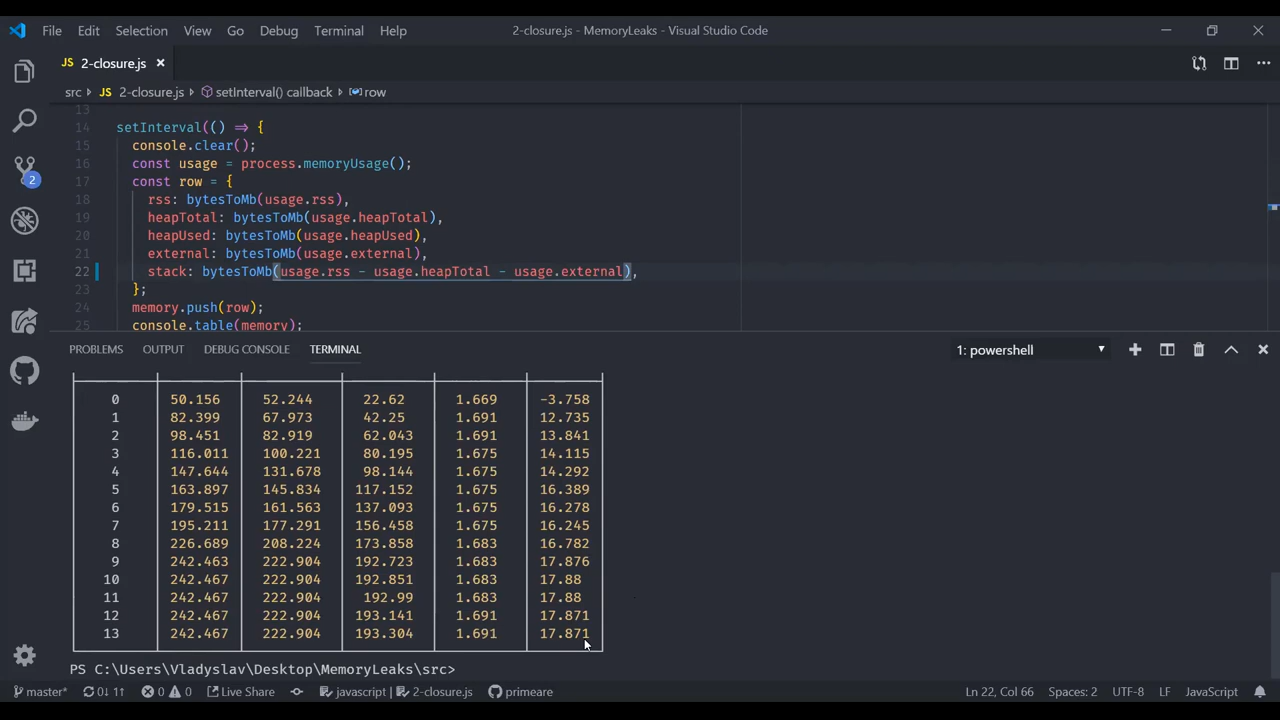 File Edit Selection View Go Debug Terminal Help 2-closure.js - MemoryLeaks - Visual Studio Code
JS 2-closure.js ×
src > JS 2-closure.js > setInterval() callback > row
13
14 setInterval(() => {
15 console.clear();
16 const usage = process.memoryUsage();
17 const row = {
18 rss: bytesToMb(usage.rss),
19 heapTotal: bytesToMb(usage.heapTotal),
20 heapUsed: bytesToMb(usage.heapUsed),
21 external: bytesToMb(usage.external),
22 stack: bytesToMb(usage.rss - usage.heapTotal - usage.external),
23 };
24 memory.push(row);
25 console.table(memory);
2
PROBLEMS OUTPUT DEBUG CONSOLE TERMINAL 1: powershell
0 50.156 52.244 22.62 1.669 -3.758
1 82.399 67.973 42.25 1.691 12.735
2 98.451 82.919 62.043 1.691 13.841
3 116.011 100.221 80.195 1.675 14.115
4 147.644 131.678 98.144 1.675 14.292
5 163.897 145.834 117.152 1.675 16.389
6 179.515 161.563 137.093 1.675 16.278
7 195.211 177.291 156.458 1.675 16.245
8 226.689 208.224 173.858 1.683 16.782
9 242.463 222.904 192.723 1.683 17.876
10 242.467 222.904 192.851 1.683 17.88
11 242.467 222.904 192.99 1.683 17.88
12 242.467 222.904 193.141 1.691 17.871
13 242.467 222.904 193.304 1.691 17.871
PS C:\Users\Vladyslav\Desktop\MemoryLeaks\src>
master* 0↓ 1↑ 0 0 Live Share javascript | 2-closure.js primeare Ln 22, Col 66 Spaces: 2 UTF-8 LF JavaScript